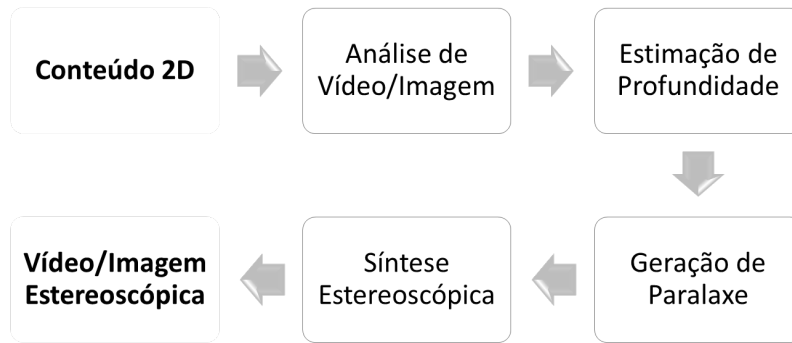 Conteúdo 2D
Análise de
Vídeo/Imagem
Estimação de
Profundidade
Geração de
Paralaxe
Síntese
Estereoscópica
Vídeo/Imagem
Estereoscópica